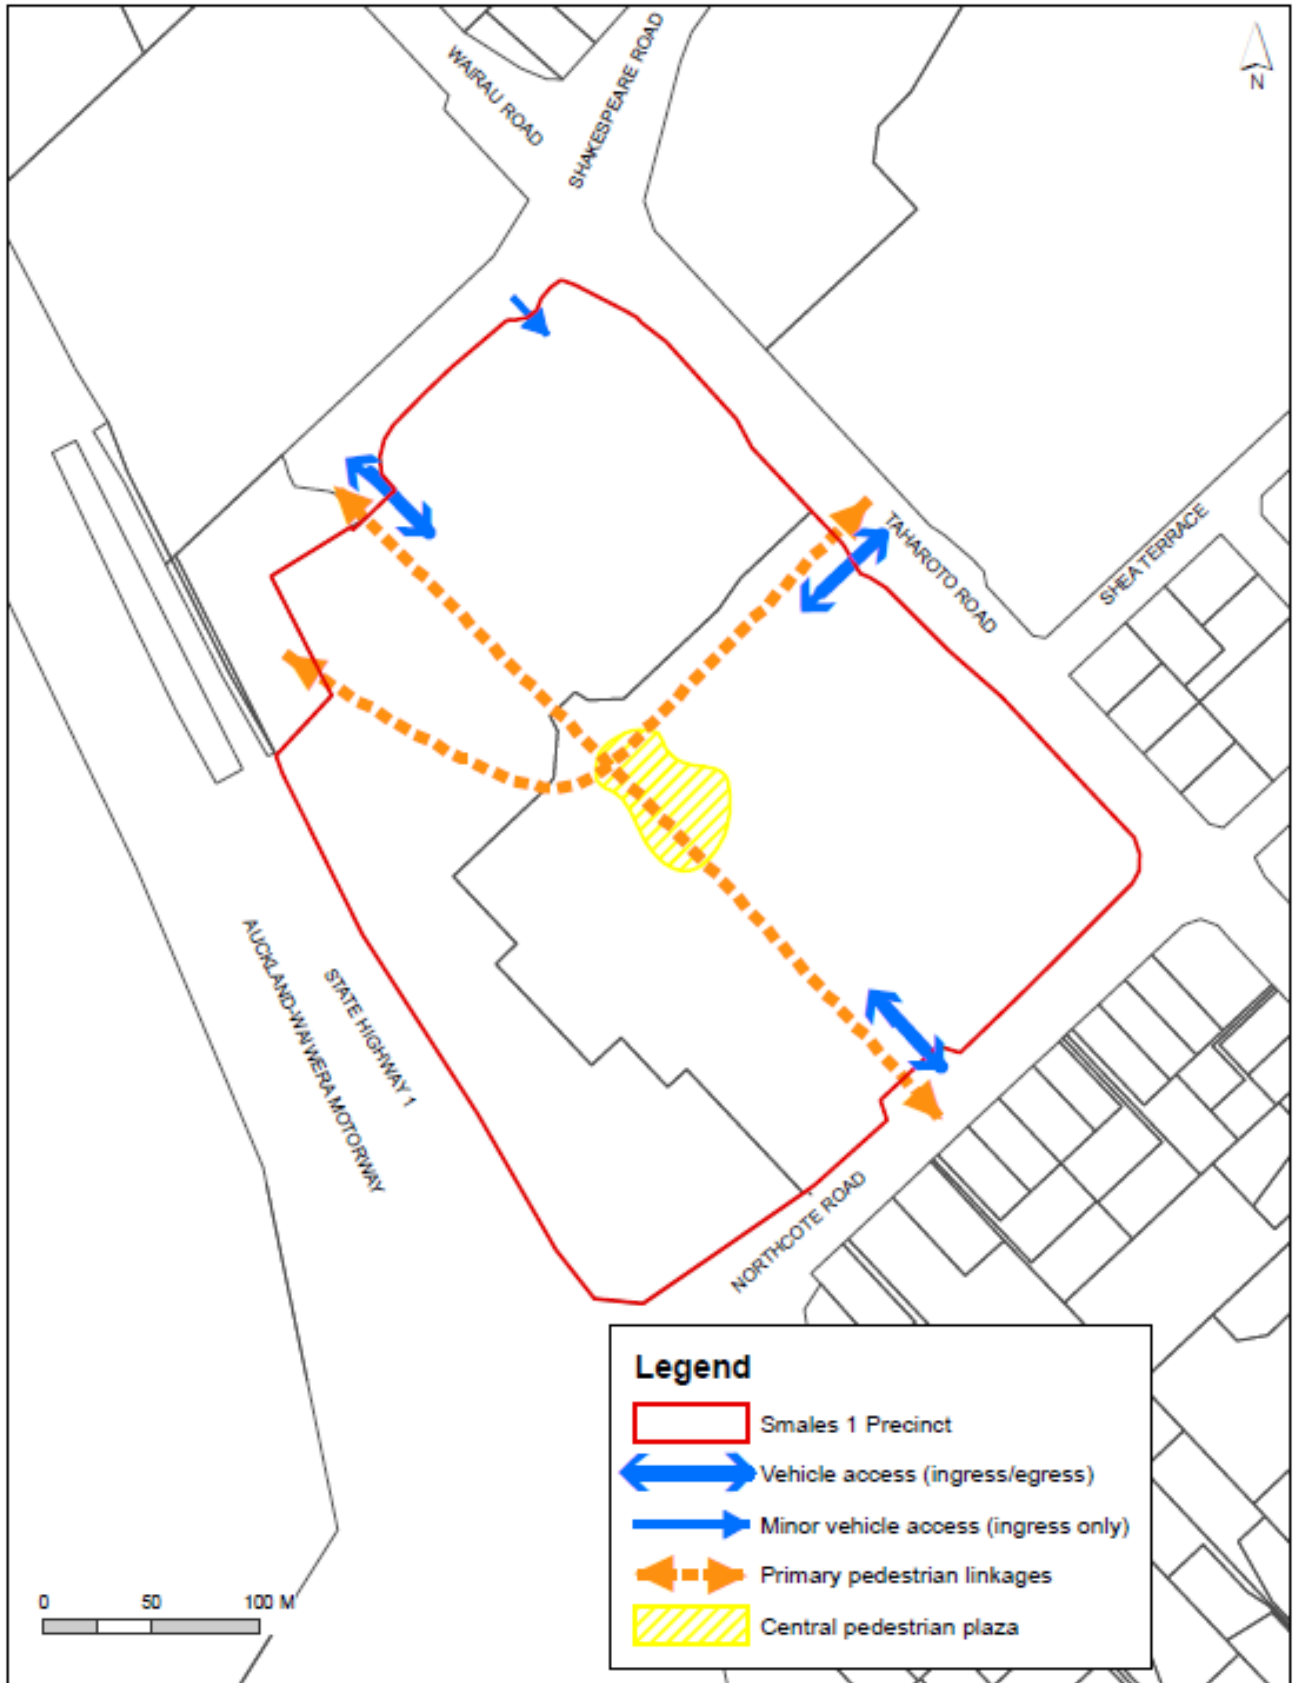 WAIRAU ROAD
SHAKESPEARE ROAD
N
TAHAROTO ROAD
SHEA TERRACE
AUCKLAND-WAIWERA MOTORWAY
STATE HIGHWAY 1
NORTHCOTE ROAD
Legend
Smales 1 Precinct
Vehicle access (ingress/egress)
Minor vehicle access (ingress only)
Primary pedestrian linkages
Central pedestrian plaza
0 50 100 M